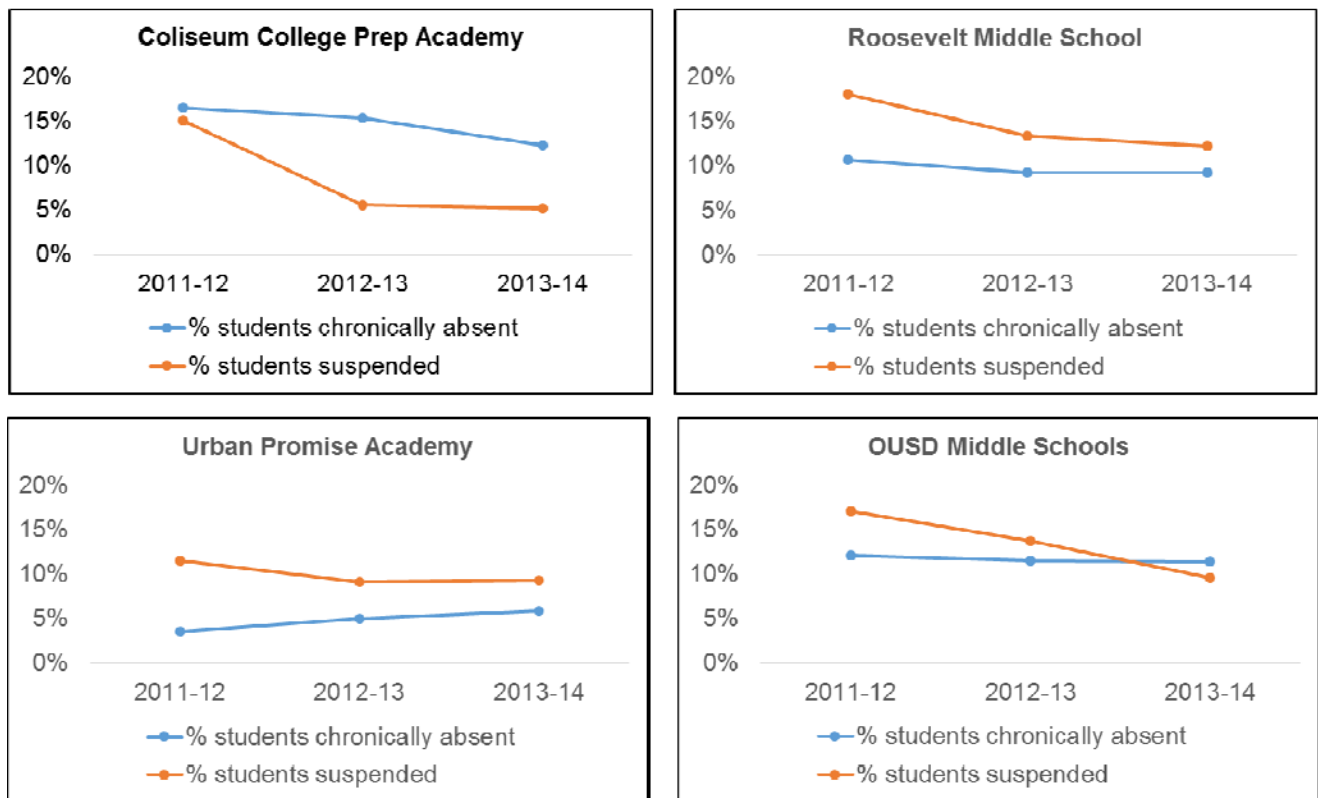 Coliseum College Prep Academy
20%
15%
10%
5%
0%
2011-12 2012-13 2013-14
% students chronically absent
% students suspended
Roosevelt Middle School
20%
15%
10%
5%
0%
2011-12 2012-13 2013-14
% students chronically absent
% students suspended
Urban Promise Academy
20%
15%
10%
5%
0%
2011-12 2012-13 2013-14
% students chronically absent
% students suspended
OUSD Middle Schools
20%
15%
10%
5%
0%
2011-12 2012-13 2013-14
% students chronically absent
% students suspended